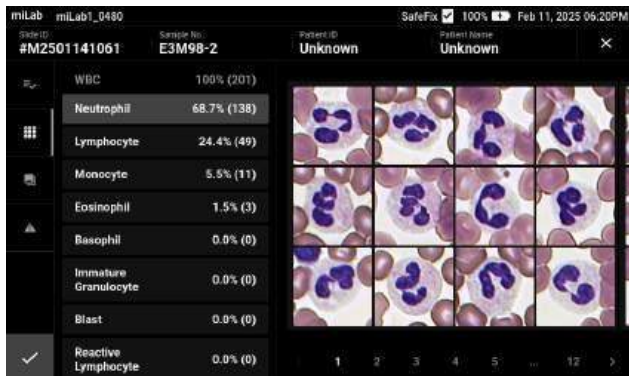 miLab miLab1_0480 SafeFix 100% Feb 11, 2025 06:20PM
Slide ID Sample No. Patient ID Patient Name
#M2501141061 E3M98-2 Unknown Unknown
WBC 100% (201)
Neutrophil 68.7% (138)
Lymphocyte 24.4% (49)
Monocyte 5.5% (11)
Eosinophil 1.5% (3)
Basophil 0.0% (0)
Immature
Granulocyte 0.0% (0)
Blast 0.0% (0)
Reactive
Lymphocyte 0.0% (0)
1 2 3 4 5 ... 12 >